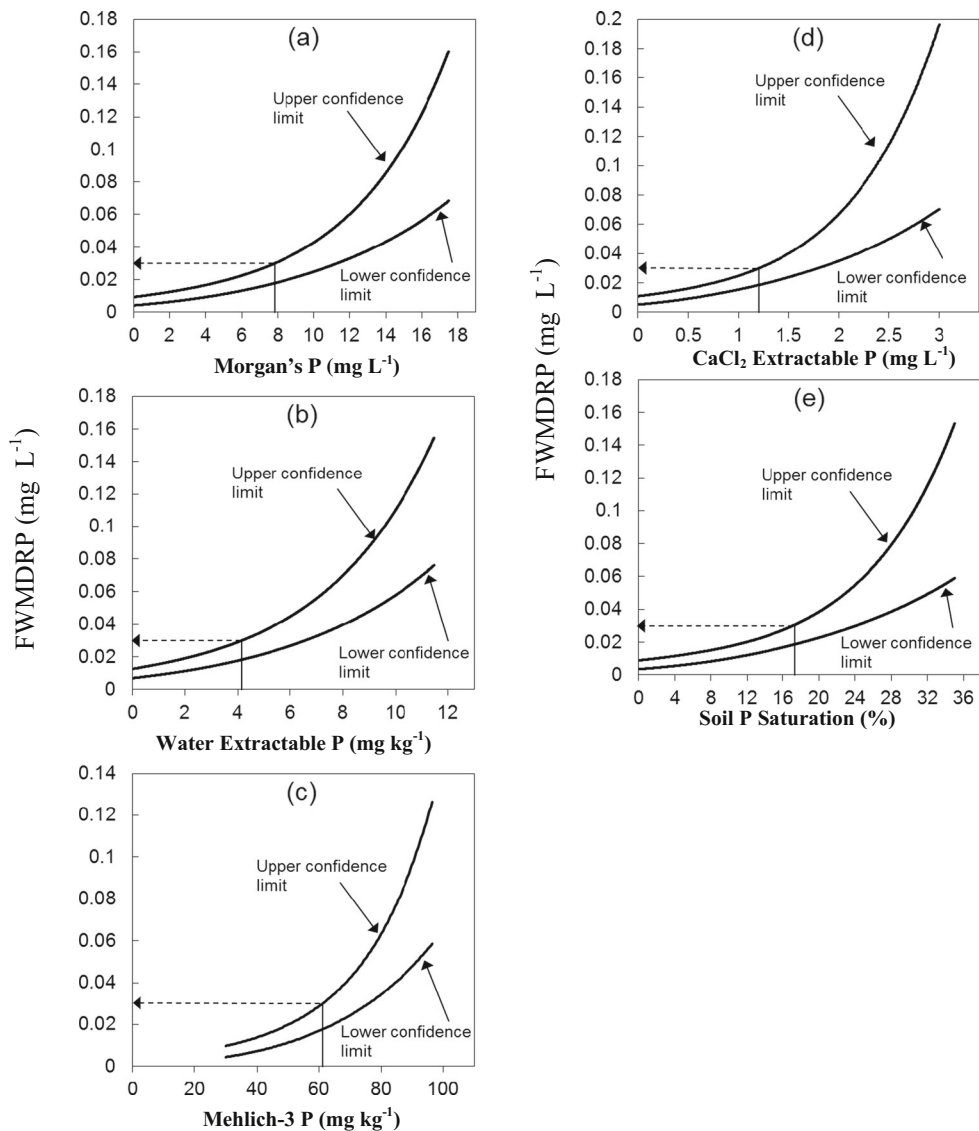 FWMDRP (mg L⁻¹)
(a)
0.18
0.16
0.14
0.12
0.1
0.08
0.06
0.04
0.02
0
Upper confidence
limit
Lower confidence
limit
0 2 4 6 8 10 12 14 16 18
Morgan's P (mg L⁻¹)
(b)
0.18
0.16
0.14
0.12
0.1
0.08
0.06
0.04
0.02
0
Upper confidence
limit
Lower confidence
limit
0 2 4 6 8 10 12
Water Extractable P (mg kg⁻¹)
(c)
0.14
0.12
0.1
0.08
0.06
0.04
0.02
0
Upper confidence
limit
Lower confidence
limit
0 20 40 60 80 100
Mehlich-3 P (mg kg⁻¹)
FWMDRP (mg L⁻¹)
(d)
0.2
0.18
0.16
0.14
0.12
0.1
0.08
0.06
0.04
0.02
0
Upper confidence
limit
Lower confidence
limit
0 0.5 1 1.5 2 2.5 3
CaCl₂ Extractable P (mg L⁻¹)
(e)
0.18
0.16
0.14
0.12
0.1
0.08
0.06
0.04
0.02
0
Upper confidence
limit
Lower confidence
limit
0 4 8 12 16 20 24 28 32 36
Soil P Saturation (%)